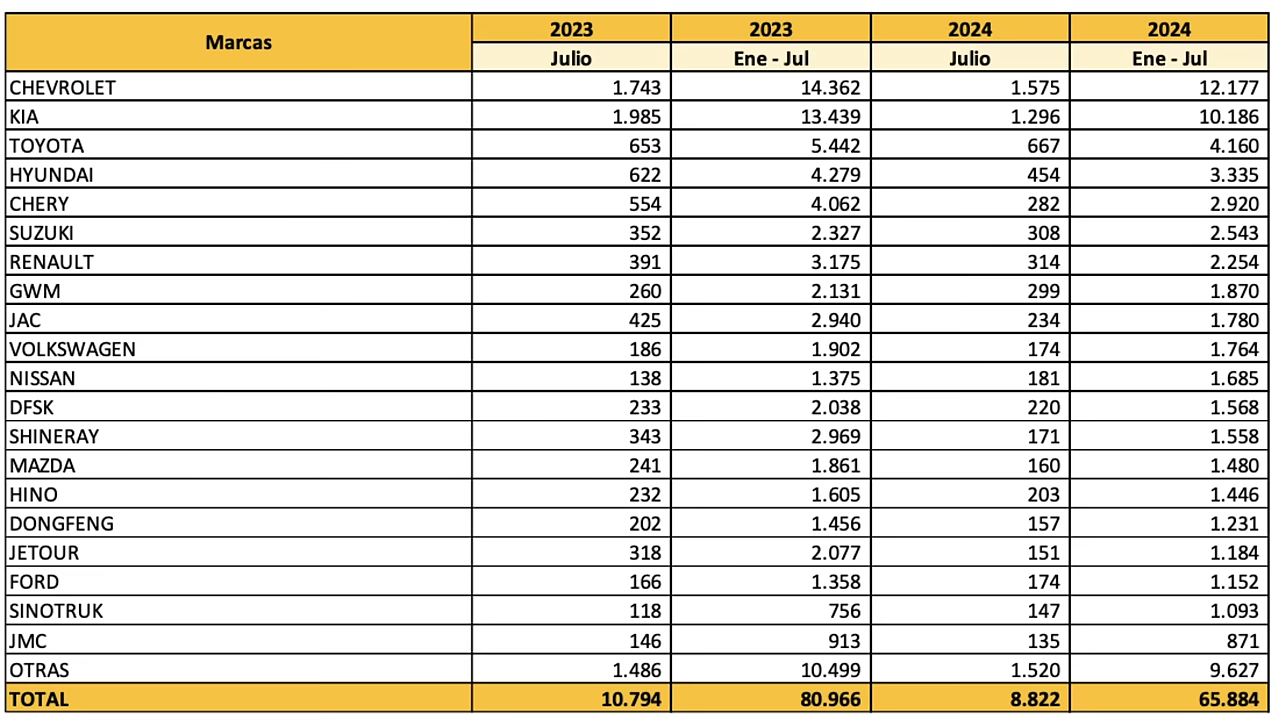 Marcas 2023 2023 2024 2024
Julio Ene - Jul Julio Ene - Jul
CHEVROLET 1.743 14.362 1.575 12.177
KIA 1.985 13.439 1.296 10.186
TOYOTA 653 5.442 667 4.160
HYUNDAI 622 4.279 454 3.335
CHERY 554 4.062 282 2.920
SUZUKI 352 2.327 308 2.543
RENAULT 391 3.175 314 2.254
GWM 260 2.131 299 1.870
JAC 425 2.940 234 1.780
VOLKSWAGEN 186 1.902 174 1.764
NISSAN 138 1.375 181 1.685
DFSK 233 2.038 220 1.568
SHINERAY 343 2.969 171 1.558
MAZDA 241 1.861 160 1.480
HINO 232 1.605 203 1.446
DONGFENG 202 1.456 157 1.231
JETOUR 318 2.077 151 1.184
FORD 166 1.358 174 1.152
SINOTRUK 118 756 147 1.093
JMC 146 913 135 871
OTRAS 1.486 10.499 1.520 9.627
TOTAL 10.794 80.966 8.822 65.884